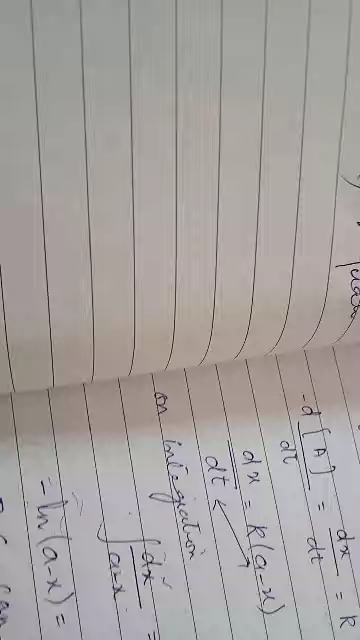 -d[A]/dt = dx/dt = k
dx/dt = k(a-x)
on integration
∫ dx/a-x =
= ln(a-x) =